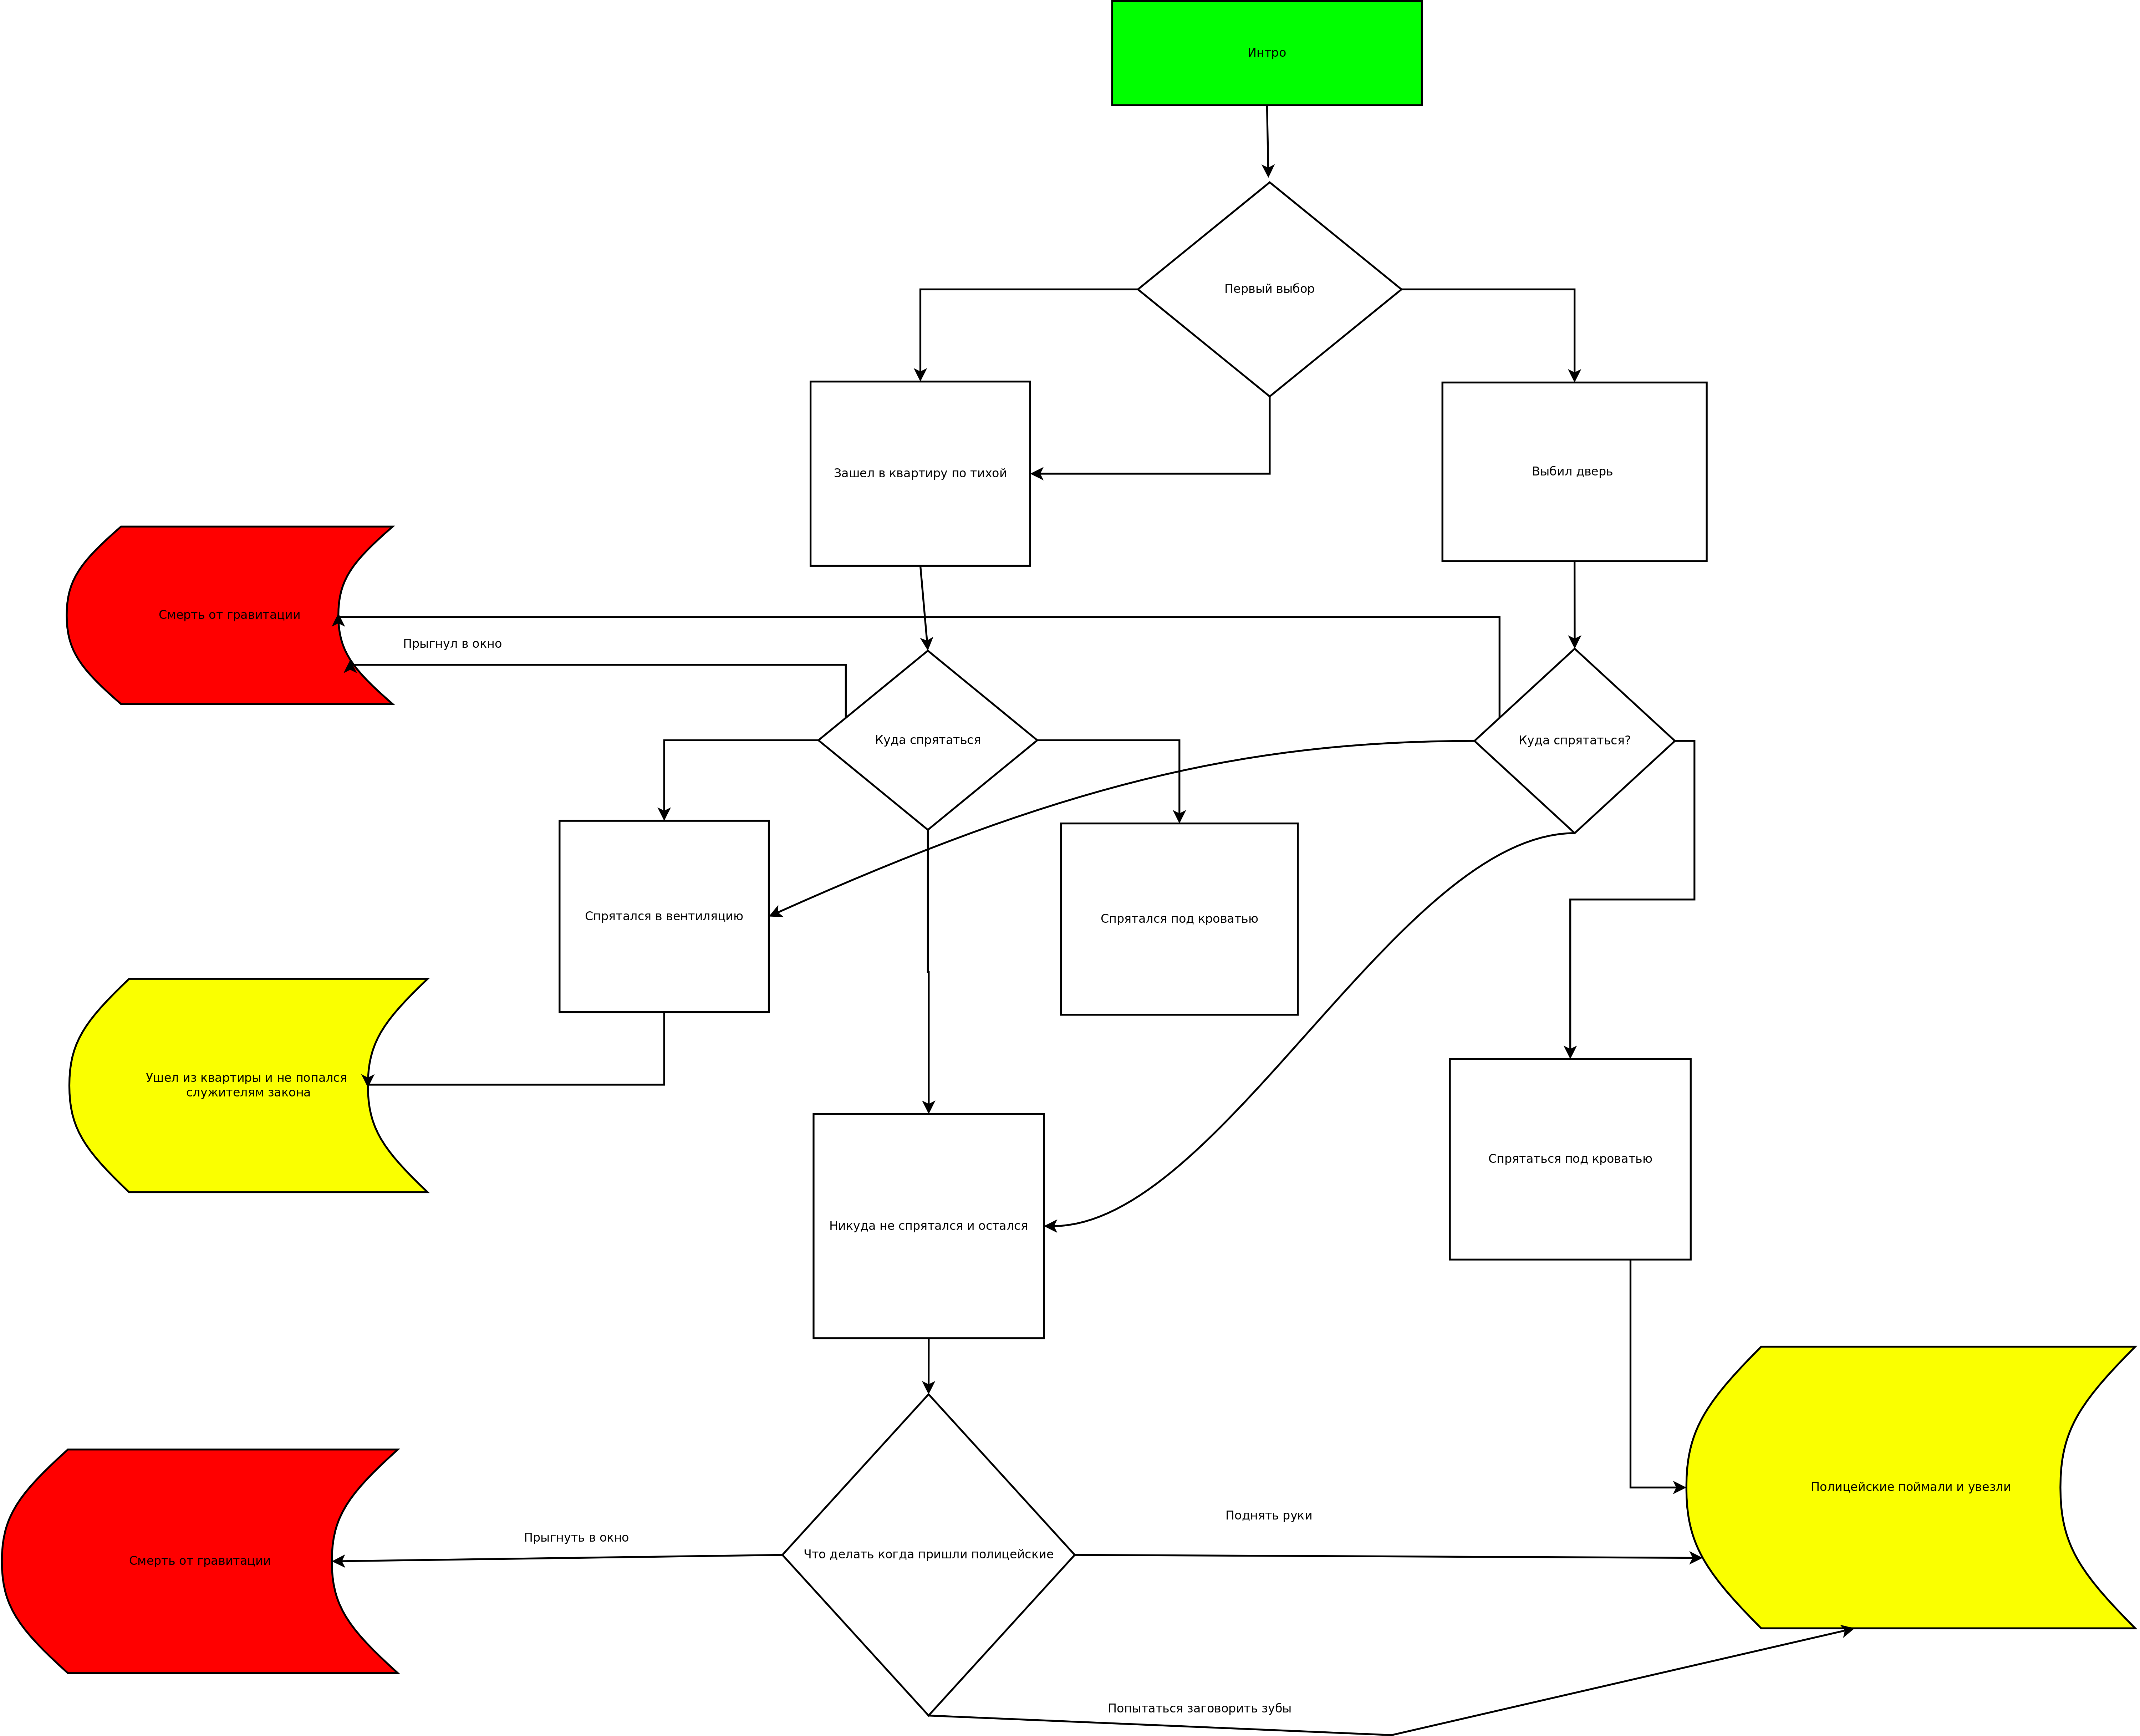 Интро
Первый выбор
Зашел в квартиру по тихой
Выбил дверь
Смерть от гравитации
Прыгнул в окно
Куда спрятаться
Куда спрятаться?
Спрятался в вентиляцию
Спрятался под кроватью
Ушел из квартиры и не попался
служителям закона
Спрятаться под кроватью
Никуда не спрятался и остался
Полицейские поймали и увезли
Поднять руки
Прыгнуть в окно
Что делать когда пришли полицейские
Смерть от гравитации
Попытаться заговорить зубы